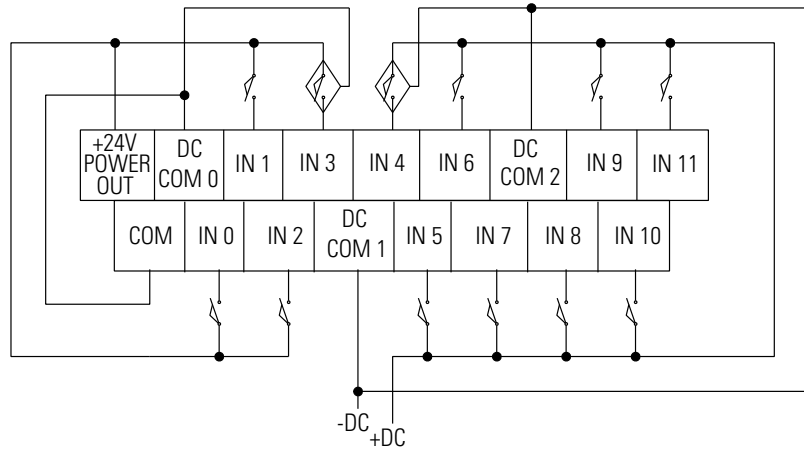 +24V
POWER
OUT
DC
COM 0
IN 1
IN 3
IN 4
IN 6
DC
COM 2
IN 9
IN 11
COM
IN 0
IN 2
DC
COM 1
IN 5
IN 7
IN 8
IN 10
-DC
+DC